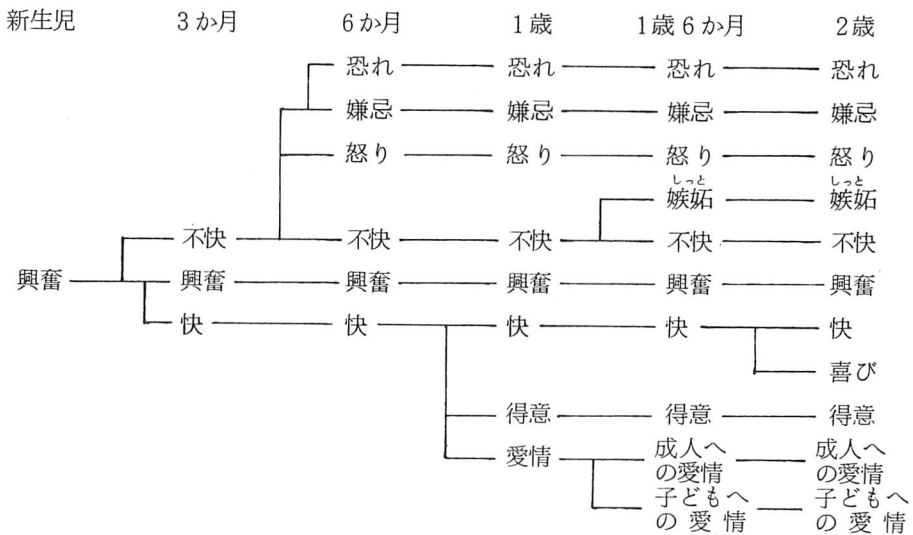 新生児 3か月 6か月 1歳 1歳6か月 2歳
恐れ 恐れ 恐れ 恐れ
嫌忌 嫌忌 嫌忌 嫌忌
怒り 怒り 怒り 怒り
しっと しっと
嫉妬 嫉妬
不快 不快 不快 不快 不快
興奮 興奮 興奮 興奮 興奮 興奮
快 快 快 快 快
喜び
得意 得意 得意
愛情 成人へ 成人へ
の愛情 の愛情
子どもへ 子どもへ
の愛情 の愛情